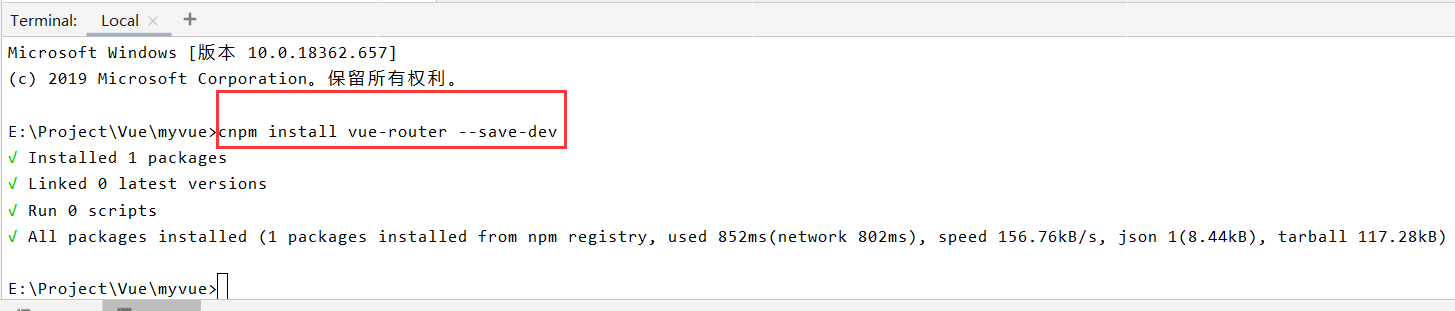 Terminal: Local × +
Microsoft Windows [版本 10.0.18362.657]
(c) 2019 Microsoft Corporation。保留所有权利。
E:\Project\Vue\myvue>cnpm install vue-router --save-dev
√ Installed 1 packages
√ Linked 0 latest versions
√ Run 0 scripts
√ All packages installed (1 packages installed from npm registry, used 852ms(network 802ms), speed 156.76kB/s, json 1(8.44kB), tarball 117.28kB)
E:\Project\Vue\myvue>